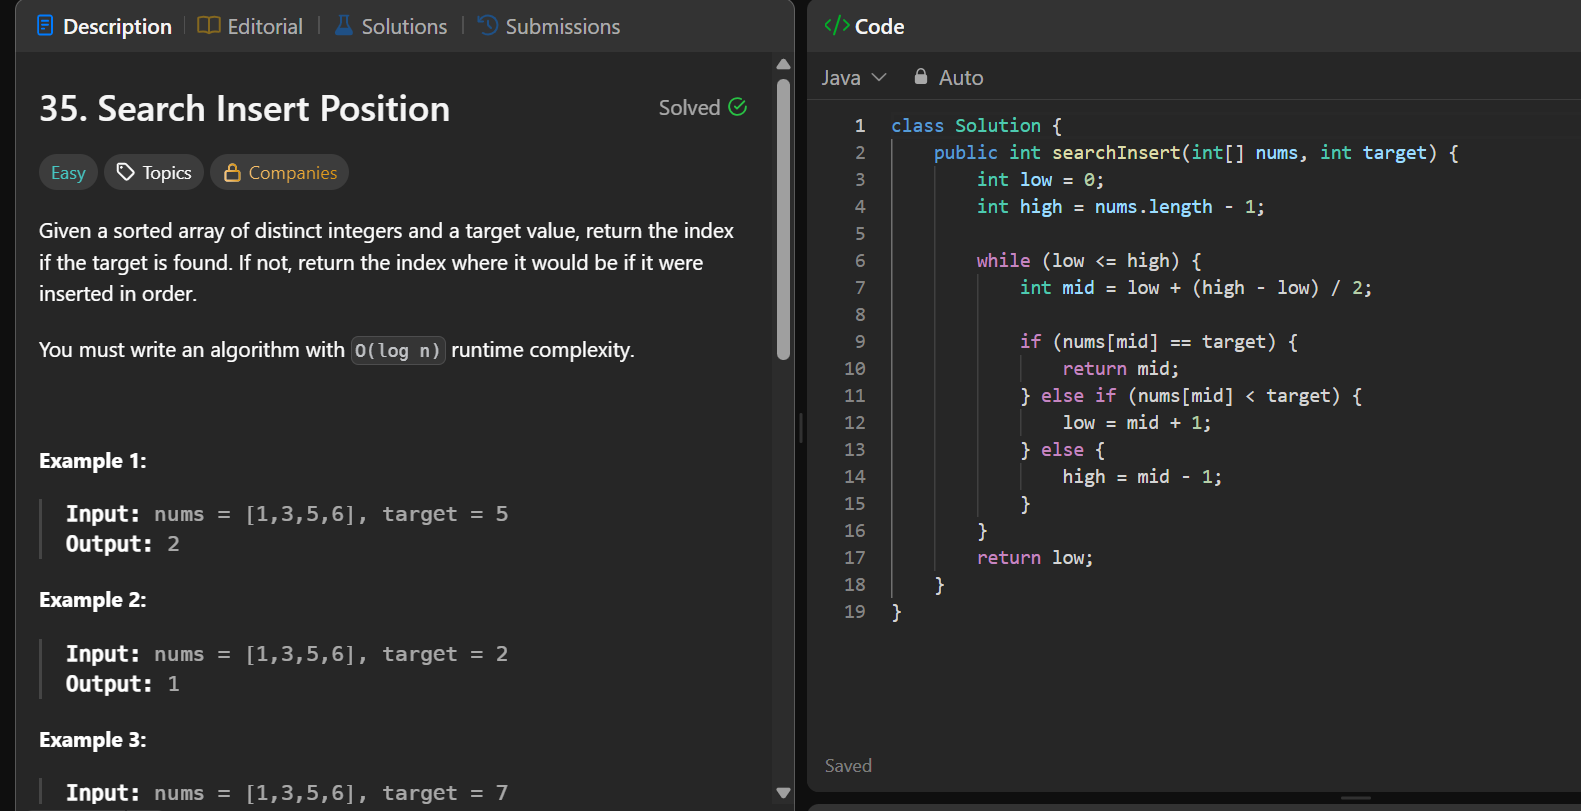 Description
Editorial
Solutions
Submissions
35. Search Insert Position
Solved
Easy
Topics
Companies
Given a sorted array of distinct integers and a target value, return the index
if the target is found. If not, return the index where it would be if it were
inserted in order.
You must write an algorithm with O(log n) runtime complexity.
Example 1:
Input: nums = [1,3,5,6], target = 5
Output: 2
Example 2:
Input: nums = [1,3,5,6], target = 2
Output: 1
Example 3:
Input: nums = [1,3,5,6], target = 7
</> Code
Java
Auto
1 class Solution {
2     public int searchInsert(int[] nums, int target) {
3         int low = 0;
4         int high = nums.length - 1;
5
6         while (low <= high) {
7             int mid = low + (high - low) / 2;
8
9             if (nums[mid] == target) {
10                 return mid;
11             } else if (nums[mid] < target) {
12                 low = mid + 1;
13             } else {
14                 high = mid - 1;
15             }
16         }
17         return low;
18     }
19 }
Saved